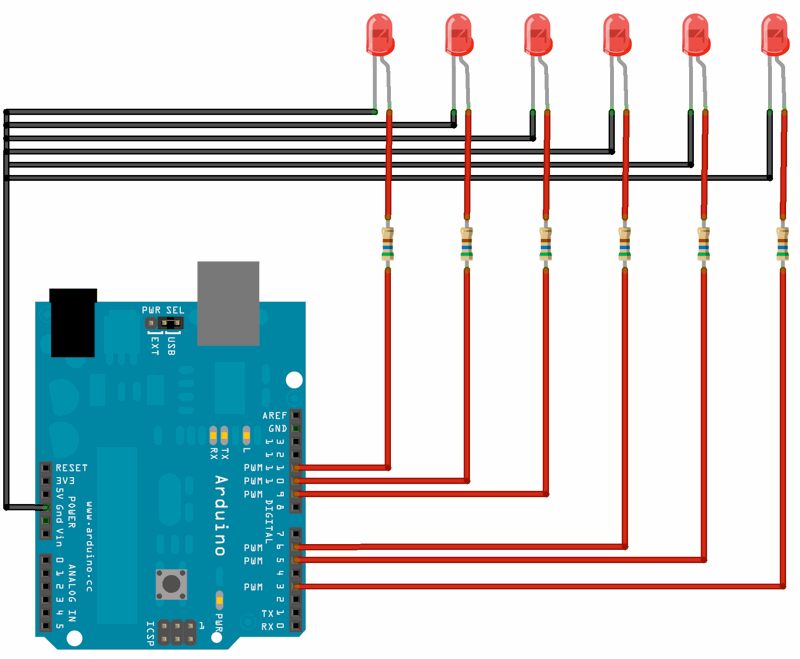 PWR SEL
EXT
USB
AREF
GND
13
12
RX
TX
L
PWM 11
PWM 10
PWM 9
8
RESET
3V3
5V
Gnd
Vin
POWER
www.arduino.cc
Arduino
DIGITAL
7
PWM 6
PWM 5
4
PWM 3
2
TX 1
RX 0
0
1
2
3
4
5
ANALOG IN
ICSP
1
PWR